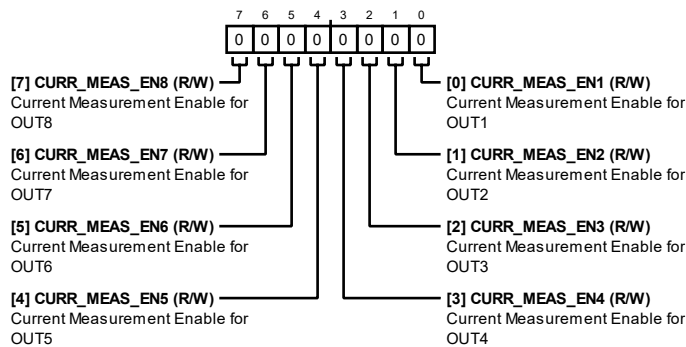 7 6 5 4 3 2 1 0
0 0 0 0 0 0 0 0
[7] CURR_MEAS_EN8 (R/W)
Current Measurement Enable for
OUT8
[6] CURR_MEAS_EN7 (R/W)
Current Measurement Enable for
OUT7
[5] CURR_MEAS_EN6 (R/W)
Current Measurement Enable for
OUT6
[4] CURR_MEAS_EN5 (R/W)
Current Measurement Enable for
OUT5
[0] CURR_MEAS_EN1 (R/W)
Current Measurement Enable for
OUT1
[1] CURR_MEAS_EN2 (R/W)
Current Measurement Enable for
OUT2
[2] CURR_MEAS_EN3 (R/W)
Current Measurement Enable for
OUT3
[3] CURR_MEAS_EN4 (R/W)
Current Measurement Enable for
OUT4